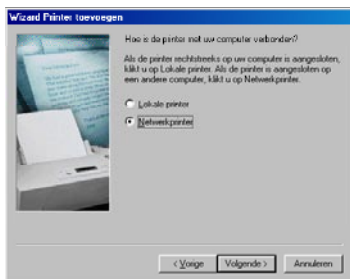 Wizard Printer toevoegen
Hoe is de printer met uw computer verbonden?
Als de printer rechtstreeks op uw computer is aangesloten,
klikt u op Lokale printer. Als de printer is aangesloten op
een andere computer, klikt u op Netwerkprinter.
Lokale printer
Netwerkprinter
< Vorige
Volgende >
Annuleren